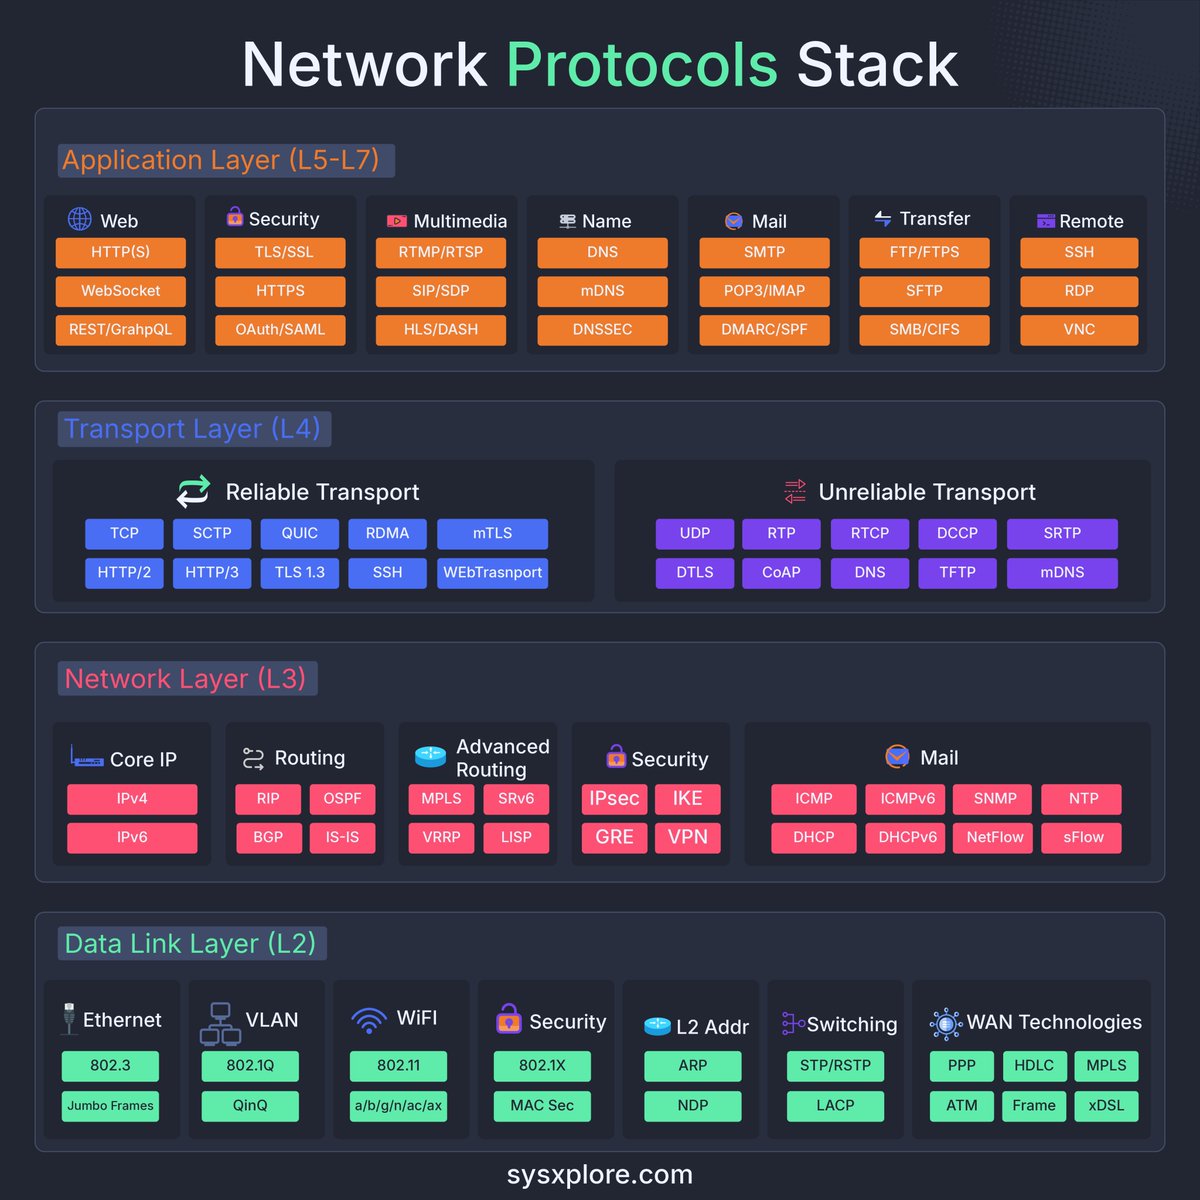 Network Protocols Stack
Application Layer (L5-L7)
Web
HTTP(S)
WebSocket
REST/GrahpQL
Security
TLS/SSL
HTTPS
OAuth/SAML
Multimedia
RTMP/RTSP
SIP/SDP
HLS/DASH
Name
DNS
mDNS
DNSSEC
Mail
SMTP
POP3/IMAP
DMARC/SPF
Transfer
FTP/FTPS
SFTP
SMB/CIFS
Remote
SSH
RDP
VNC
Transport Layer (L4)
Reliable Transport
TCP SCTP QUIC RDMA mTLS
HTTP/2 HTTP/3 TLS 1.3 SSH WEbTrasnport
Unreliable Transport
UDP RTP RTCP DCCP SRTP
DTLS CoAP DNS TFTP mDNS
Network Layer (L3)
Core IP
IPv4
IPv6
Routing
RIP OSPF
BGP IS-IS
Advanced
Routing
MPLS SRv6
VRRP LISP
Security
IPsec IKE
GRE VPN
Mail
ICMP ICMPv6 SNMP NTP
DHCP DHCPv6 NetFlow sFlow
Data Link Layer (L2)
Ethernet
802.3
Jumbo Frames
VLAN
802.1Q
QinQ
WiFI
802.11
a/b/g/n/ac/ax
Security
802.1X
MAC Sec
L2 Addr
ARP
NDP
Switching
STP/RSTP
LACP
WAN Technologies
PPP HDLC MPLS
ATM Frame xDSL
sysxplore.com